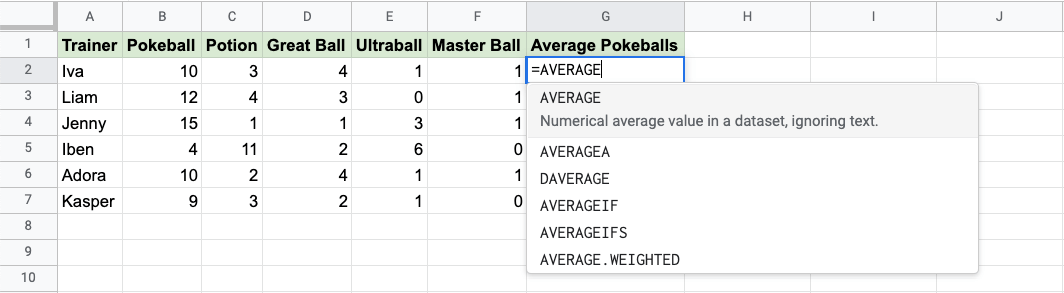 A B C D E F G H I J
1 Trainer Pokeball Potion Great Ball Ultraball Master Ball Average Pokeballs
2 Iva 10 3 4 1 1 =AVERAGE
3 Liam 12 4 3 0 1
AVERAGE
4 Jenny 15 1 1 3 1
Numerical average value in a dataset, ignoring text.
5 Iben 4 11 2 6 0
AVERAGEA
6 Adora 10 2 4 1 1
DAVERAGE
7 Kasper 9 3 2 1 0
AVERAGEIF
8
AVERAGEIFS
9
AVERAGE.WEIGHTED
10